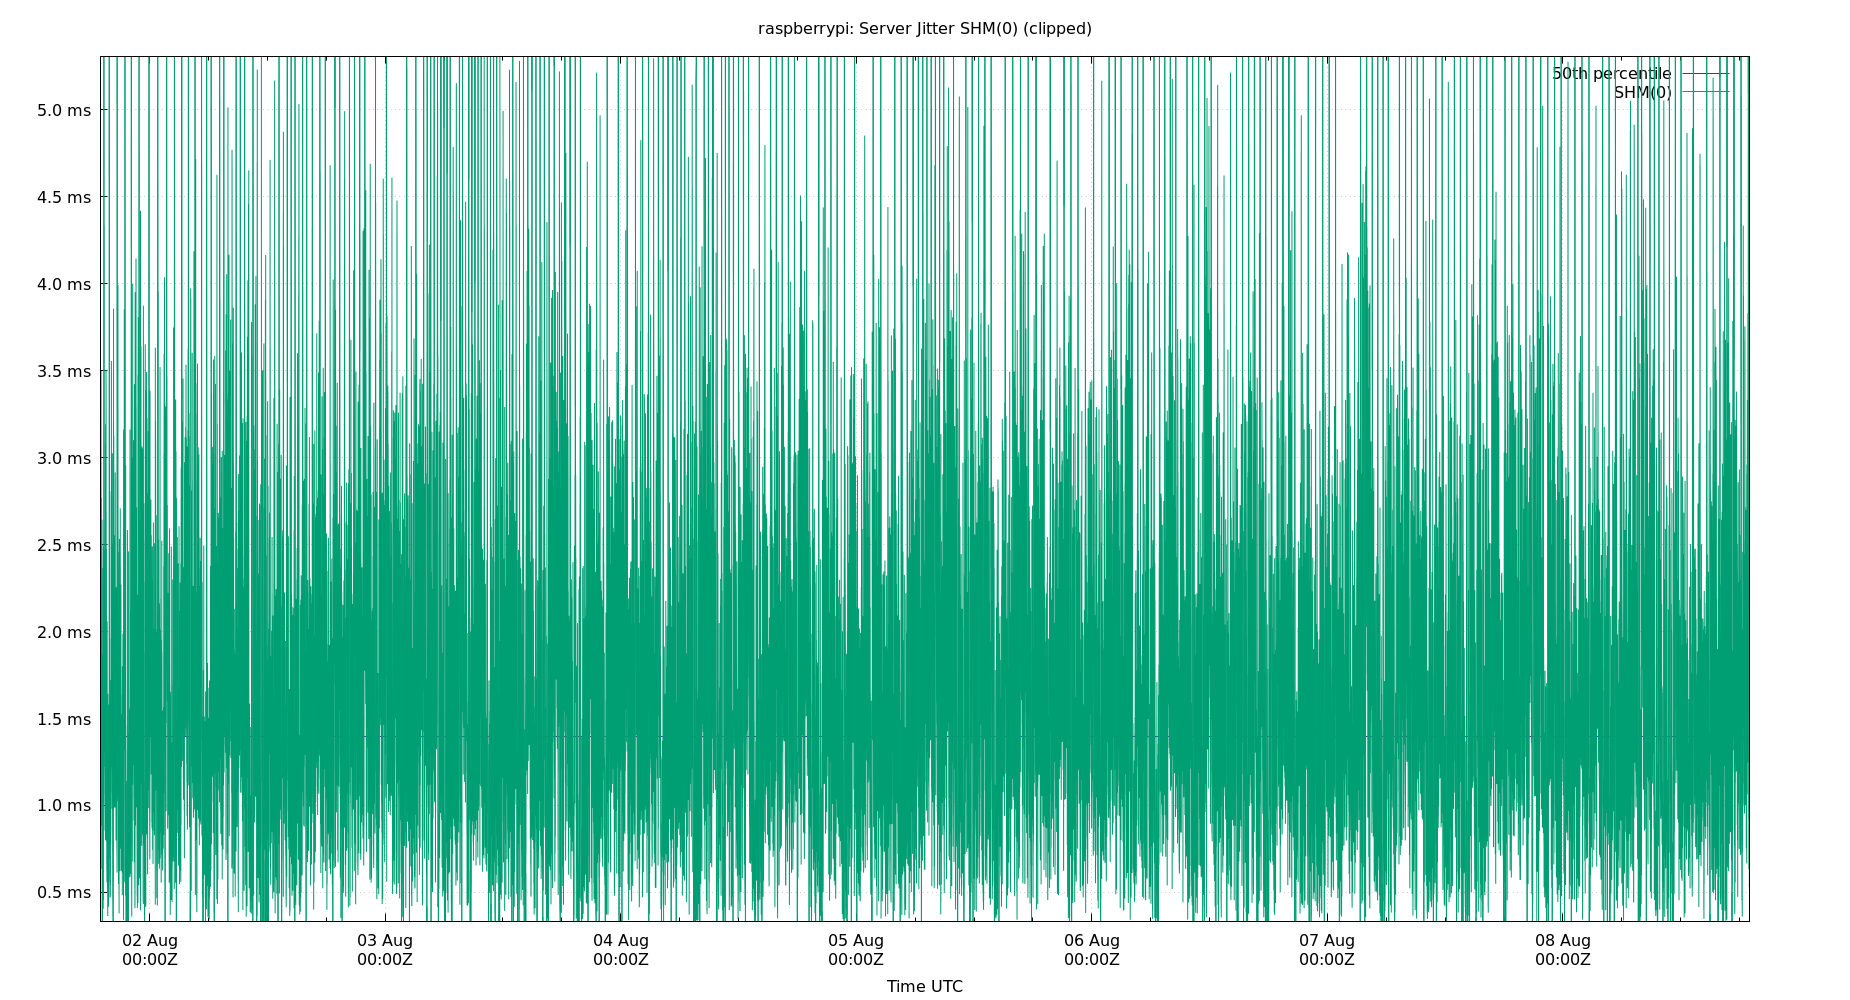 raspberrypi: Server Jitter SHM(0) (clipped)
50th percentile
SHM(0)
5.0 ms
4.5 ms
4.0 ms
3.5 ms
3.0 ms
2.5 ms
2.0 ms
1.5 ms
1.0 ms
0.5 ms
02 Aug 03 Aug 04 Aug 05 Aug 06 Aug 07 Aug 08 Aug
00:00Z 00:00Z 00:00Z 00:00Z 00:00Z 00:00Z 00:00Z
Time UTC